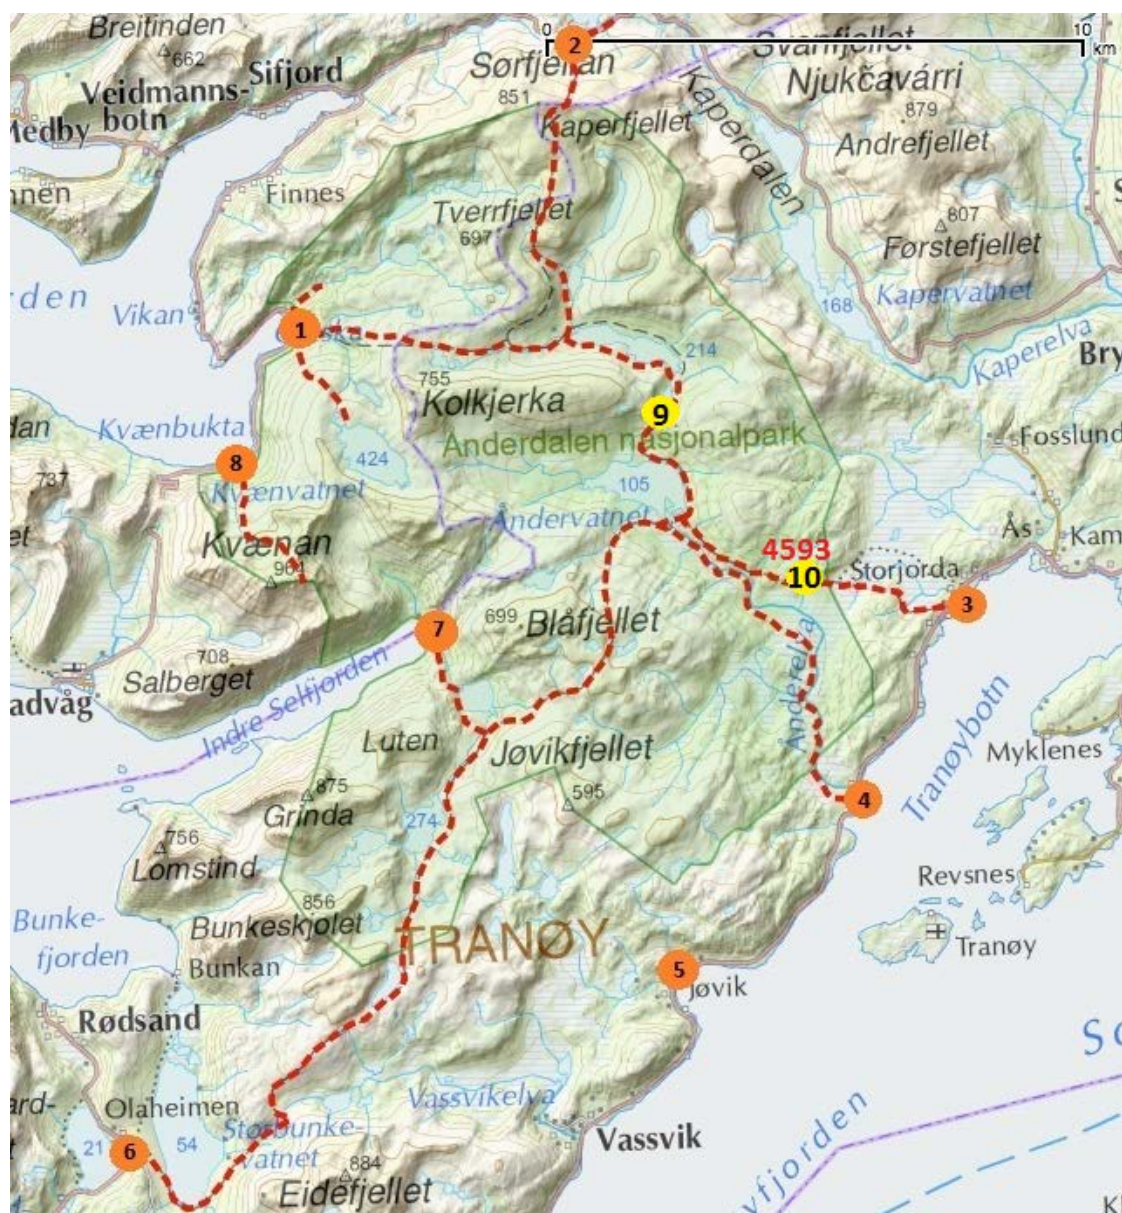 Breitinden
662
Sifjord
Veidmanns-
botn
Medby
Finnes
Vikan
2
0
10
km
Sørfjellan
851
Svanfjellet
Njukčavárri
879
Andrefjellet
Kaperfjellet
Kaperdalen
807
Førstefjellet
168
Kapervatnet
Kaperelva
Tverrfjellet
697
1
214
755
Kolkjerka
9
Anderdalen nasjonalpark
Kvænbukta
8
424
Kvænvatnet
737
Kvænan
964
105
Åndervatnet
Fosslund
Ås
4593
10
Storjorda
3
7
699
Blåfjellet
708
Salberget
Indre Selfjorden
Ånderelva
Luten
Jøvikfjellet
595
4
Tranøybotn
Myklenes
875
Grinda
274
756
Lomstind
Revsnes
Tranøy
856
Bunkeskjolet
Bunke-
fjorden
Bunkan
TRANØY
5
Jøvik
Rødsand
Olaheimen
6
21
54
Storbunke-
vatnet
Vassvikelva
Vassvik
884
Eidefjellet